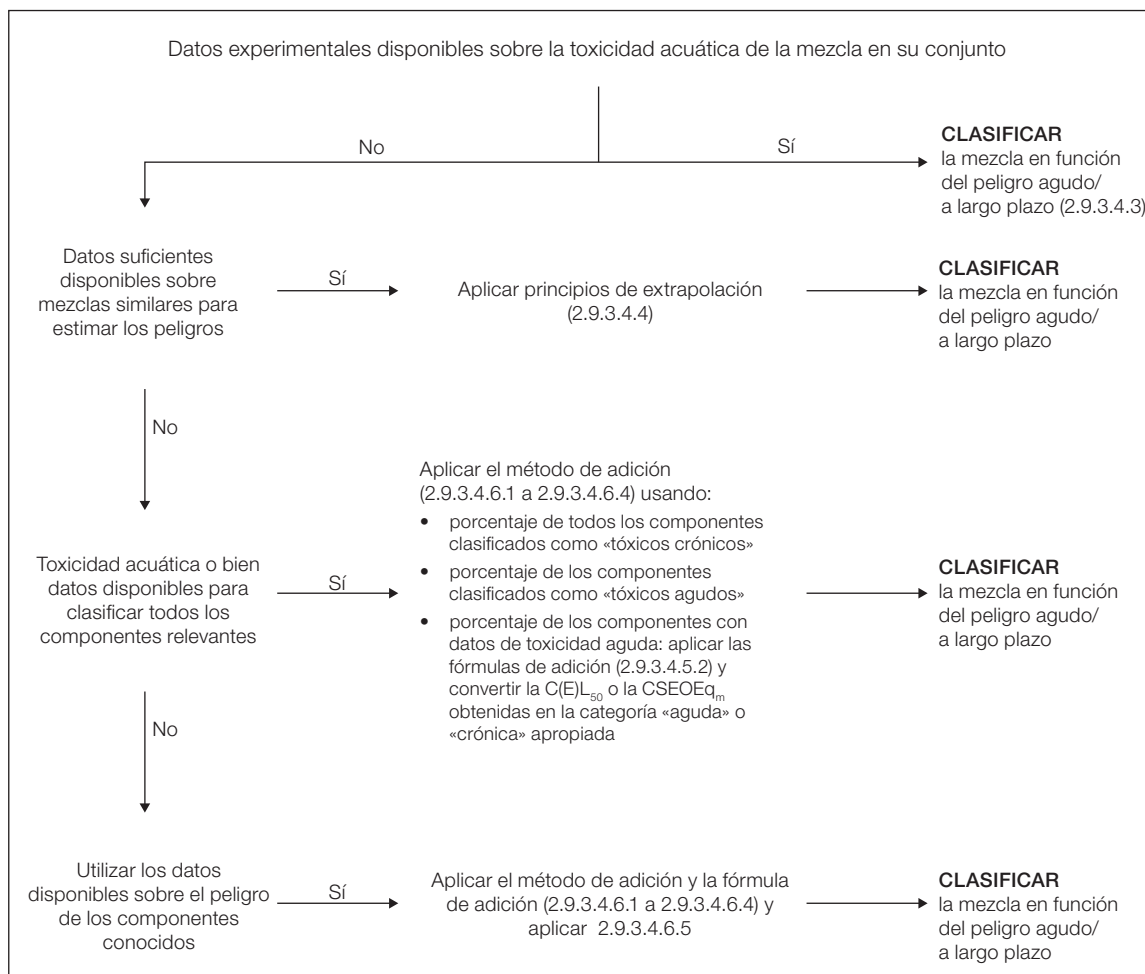 Datos experimentales disponibles sobre la toxicidad acuática de la mezcla en su conjunto
No
Sí
CLASIFICAR
la mezcla en función
del peligro agudo/
a largo plazo (2.9.3.4.3)
Datos suficientes
disponibles sobre
mezclas similares para
estimar los peligros
Sí
Aplicar principios de extrapolación
(2.9.3.4.4)
CLASIFICAR
la mezcla en función
del peligro agudo/
a largo plazo
No
Toxicidad acuática o bien
datos disponibles para
clasificar todos los
componentes relevantes
Sí
Aplicar el método de adición
(2.9.3.4.6.1 a 2.9.3.4.6.4) usando:
• porcentaje de todos los componentes
clasificados como «tóxicos crónicos»
• porcentaje de los componentes
clasificados como «tóxicos agudos»
• porcentaje de los componentes con
datos de toxicidad aguda: aplicar las
fórmulas de adición (2.9.3.4.5.2) y
convertir la C(E)L50 o la CSEOEqm
obtenidas en la categoría «aguda» o
«crónica» apropiada
CLASIFICAR
la mezcla en función
del peligro agudo/
a largo plazo
No
Utilizar los datos
disponibles sobre el peligro
de los componentes
conocidos
Sí
Aplicar el método de adición y la fórmula
de adición (2.9.3.4.6.1 a 2.9.3.4.6.4) y
aplicar 2.9.3.4.6.5
CLASIFICAR
la mezcla en función
del peligro agudo/
a largo plazo